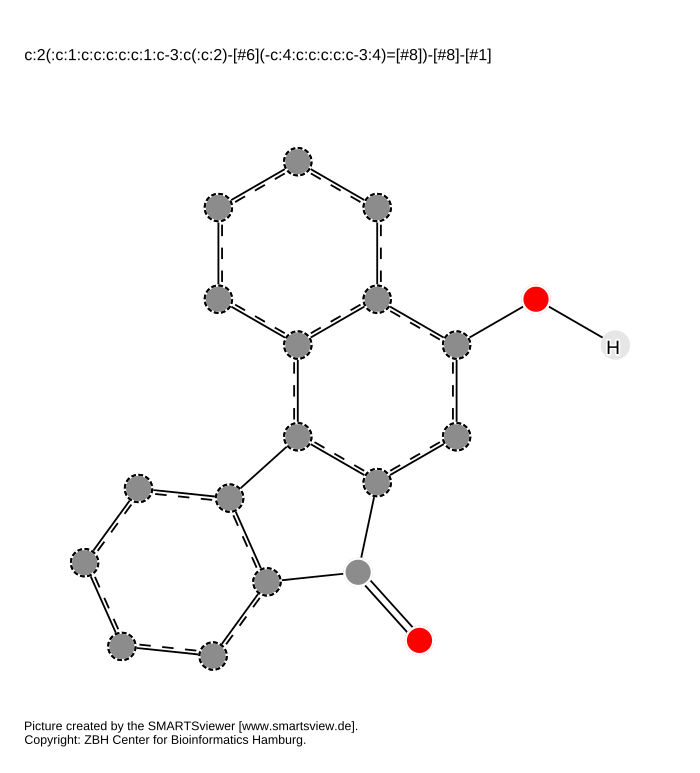 c:2(:c:1:c:c:c:c:c:1:c-3:c(:c:2)-[#6](-c:4:c:c:c:c:c-3:4)=[#8])-[#8]-[#1]
H
Picture created by the SMARTSviewer [www.smartsview.de].
Copyright: ZBH Center for Bioinformatics Hamburg.